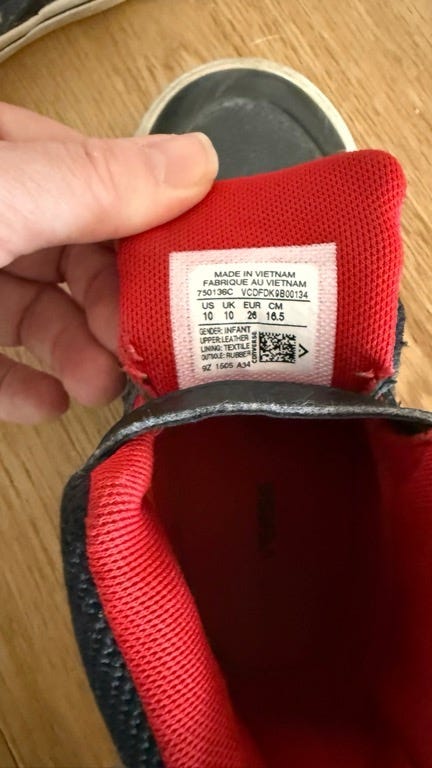 MADE IN VIETNAM
FABRIQUE AU VIETNAM
750136C VCDFDK9B00134
US UK EUR CM
10 10 26 16.5
GENDER: INFANT
UPPER: LEATHER
LINING: TEXTILE
OUTSOLE: RUBBER
CONVERSE
9Z 1505 A34